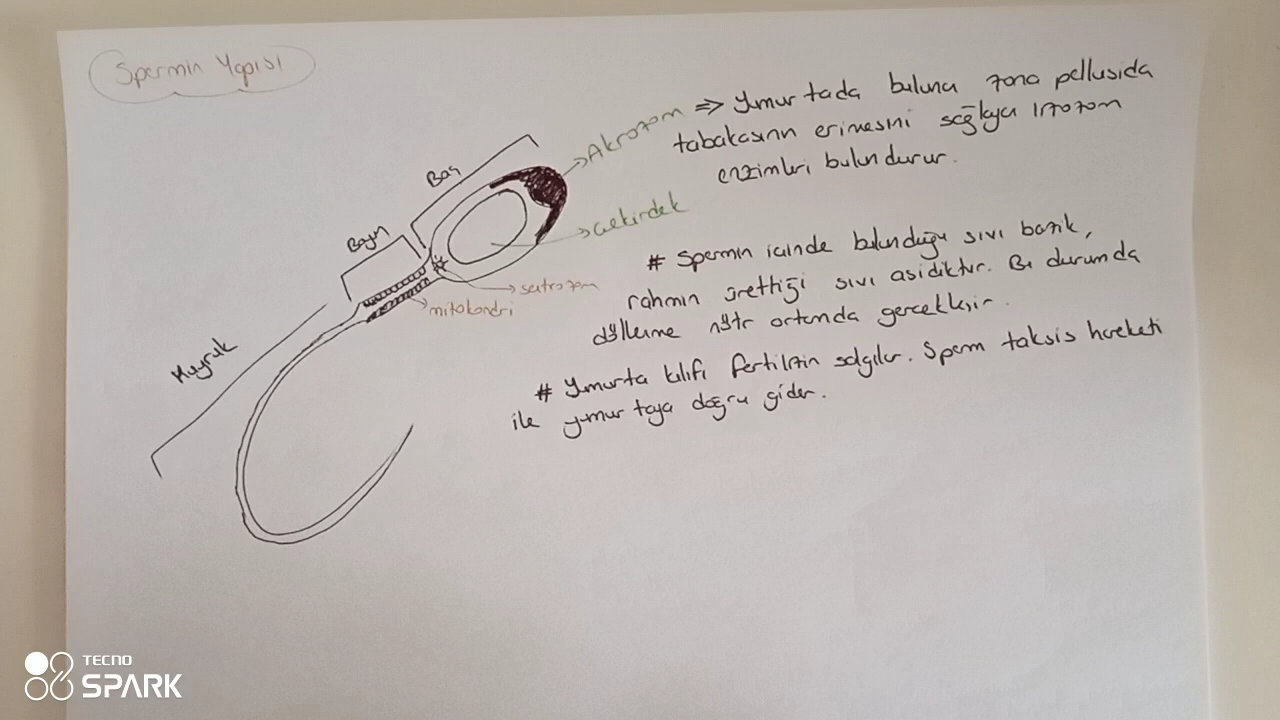 Spermin Yapısı
Akrozom => Yumurtada bulunan zona pellusida
tabakasının erimesini sağlayan lizozom
enzimleri bulundurur.
Baş
Boyun
Kuyruk
Çekirdek
sentrozom
mitokondri
# Spermin içinde bulunduğu sıvı bazik,
rahmin ürettiği sıvı asidiktir. Bu durumda
dölleme nötr ortamda gerçekleşir.
# Yumurta kılıfı fertilizin salgılar. Sperm taksis hareketi
ile yumurtaya doğru gider.
TECNO
SPARK